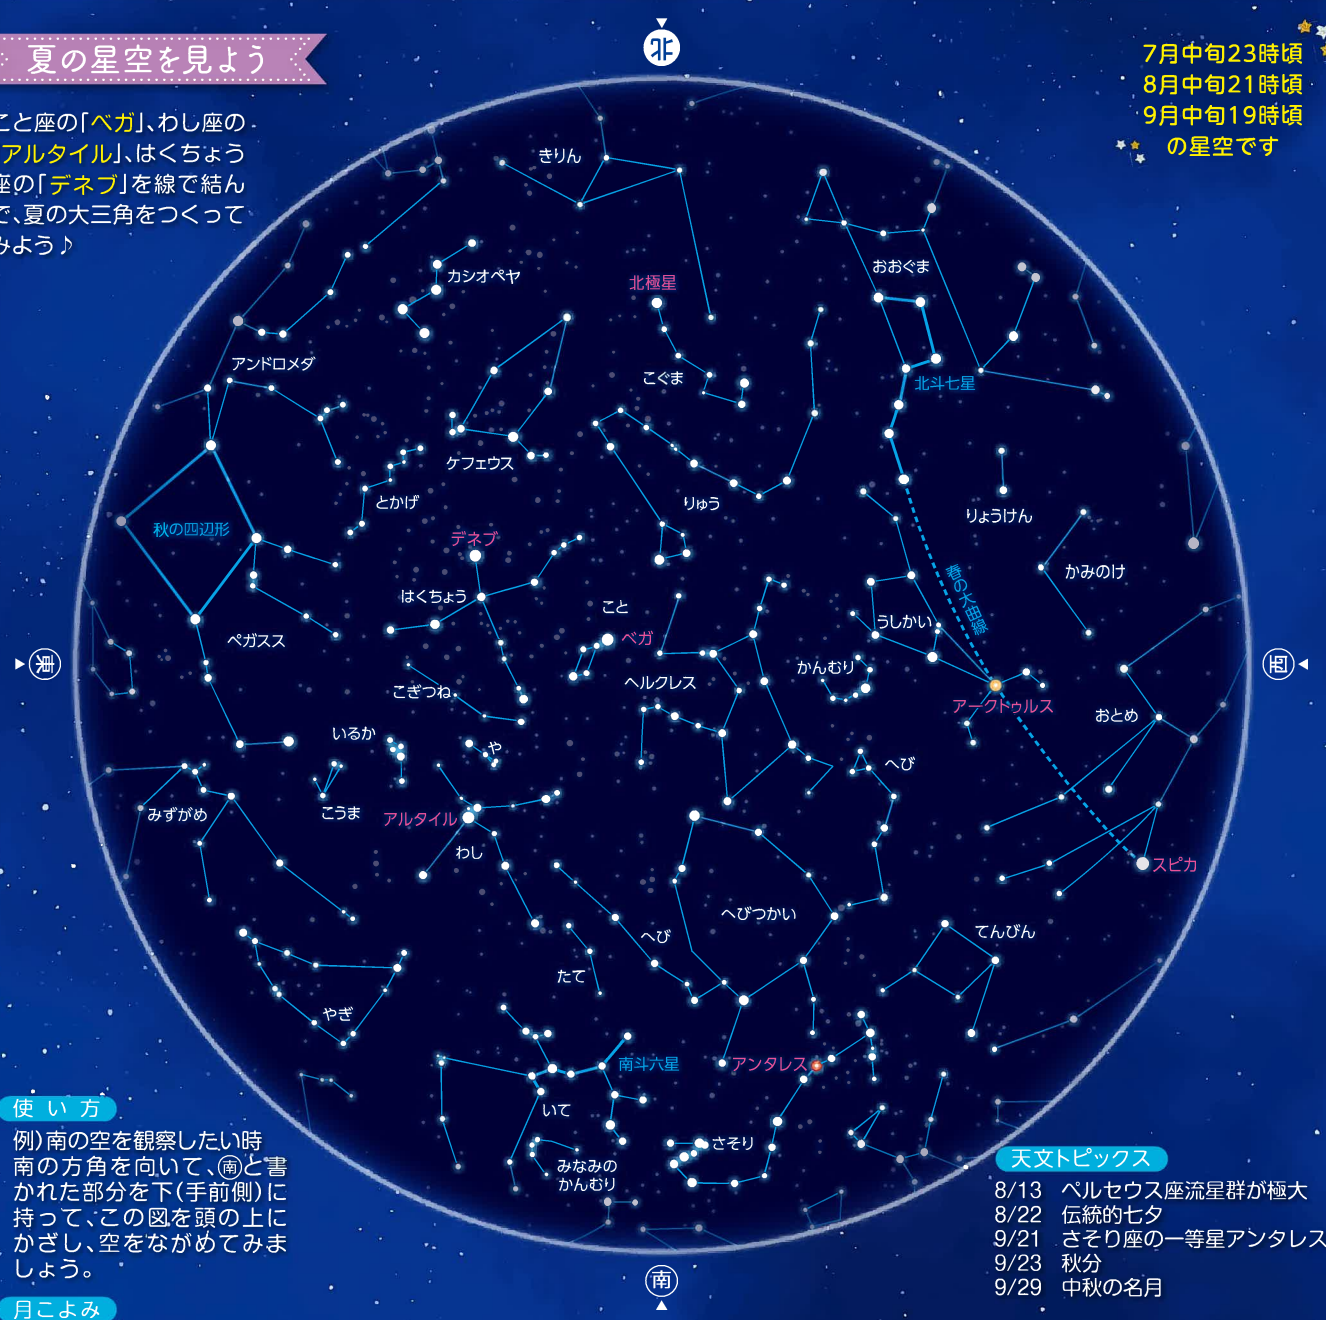 北
夏の星空を見よう
こと座の「ベガ」、わし座の
「アルタイル」、はくちょう
座の「デネブ」を線で結ん
で、夏の大三角をつくって
みよう♪
7月中旬23時頃
8月中旬21時頃
9月中旬19時頃
の星空です
きりん
カシオペヤ
北極星
おおぐま
アンドロメダ
こぐま
北斗七星
ケフェウス
とかげ
りゅう
りょうけん
秋の四辺形
デネブ
かみのけ
春の大曲線
はくちょう
こと
うしかい
ベガ
ペガスス
東
西
かんむり
ヘルクレス
こぎつね
アークトゥルス
おとめ
いるか
や
へび
みずがめ
こうま
アルタイル
わし
スピカ
へびつかい
へび
てんびん
たて
やぎ
南斗六星
アンタレス
いて
さそり
みなみの
かんむり
南
使い方
例)南の空を観察したい時
南の方角を向いて、南と書
かれた部分を下(手前側)に
持って、この図を頭の上に
かざし、空をながめてみま
しょう。
月こよみ
天文トピックス
8/13 ペルセウス座流星群が極大
8/22 伝統的七夕
9/21 さそり座の一等星アンタレス
9/23 秋分
9/29 中秋の名月